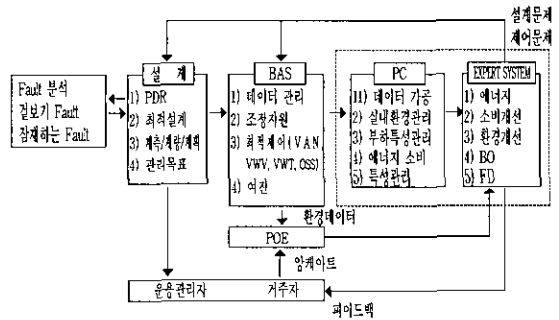 설계문제
제어문제
Fault 분석
겉보기 Fault
잠재하는 Fault
설 계
1) PDR
2) 최적설계
3) 계측/계량/계획
4) 관리목표
BAS
1) 데이타 관리
2) 조정자원
3) 최적제어(VAN,
VWV, VWT, OSS)
4) 여잔
PC
11) 데이터 가공
2) 실내환경관리
3) 부하특성관리
4) 에너지 소비
5) 특성관리
EXPERT SYSTEM
1) 에너지
2) 소비개선
3) 환경개선
4) BO
5) FD
환경데이터
POE
앙케이트
운용관리자 거주자
피이드백